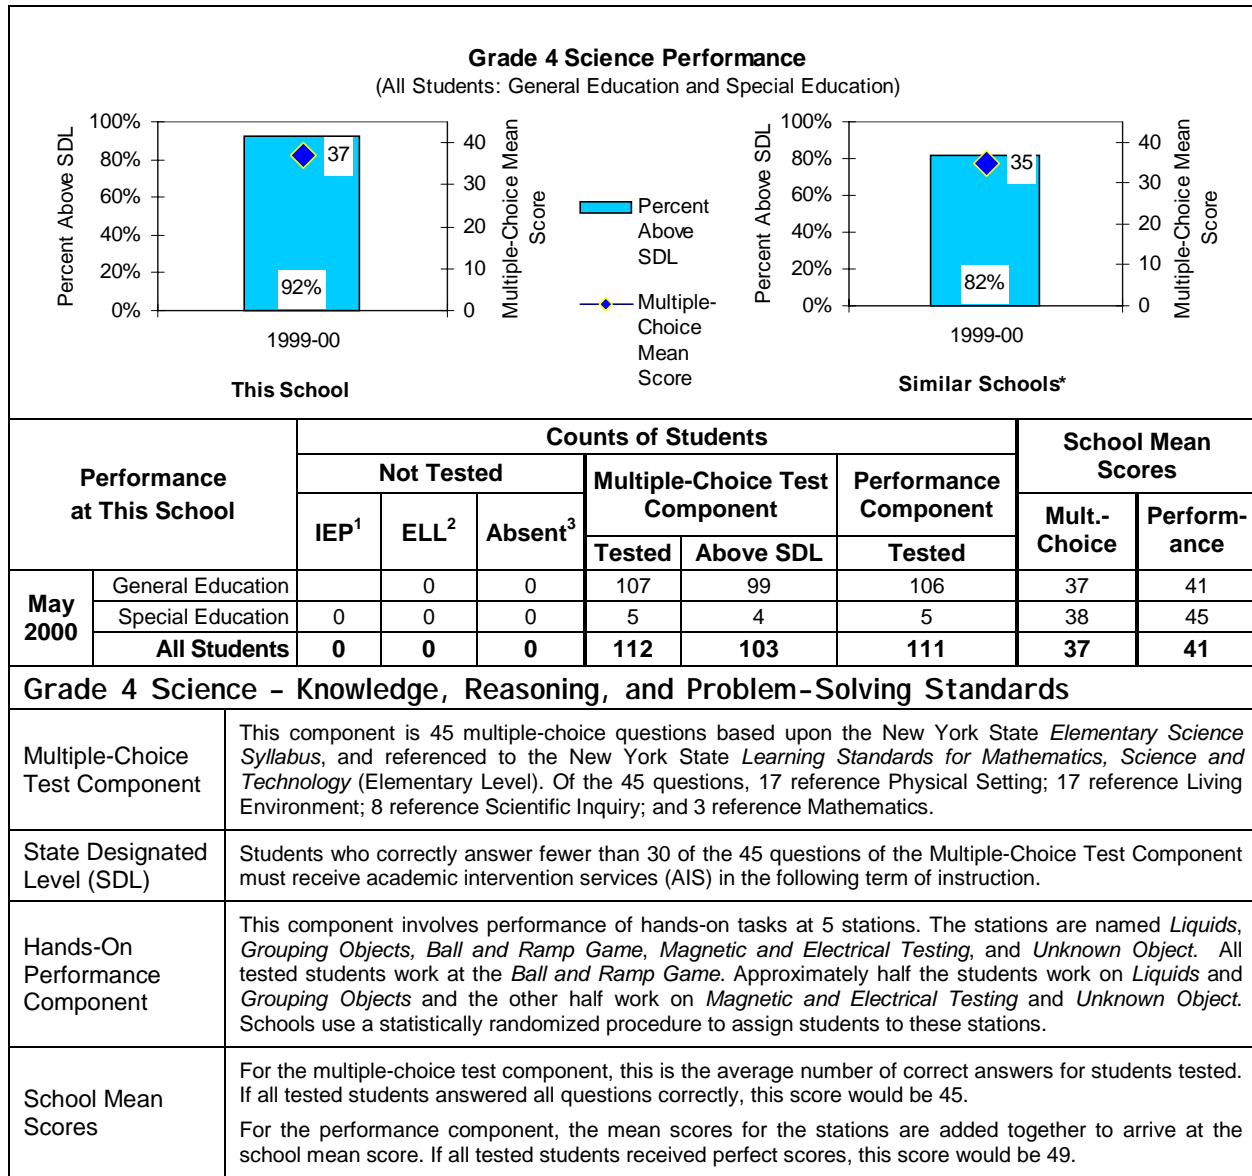 Grade 4 Science Performance
(All Students: General Education and Special Education)
Percent Above SDL
100%
80%
60%
40%
20%
0%
37
92%
40
30
20
10
0
Multiple-Choice Mean
Score
1999-00
This School
Percent
Above
SDL
Multiple-
Choice
Mean
Score
Percent Above SDL
100%
80%
60%
40%
20%
0%
35
82%
40
30
20
10
0
Multiple-Choice Mean
Score
1999-00
Similar Schools*
Performance
at This School
Counts of Students
School Mean
Scores
Not Tested
Multiple-Choice Test
Component
Performance
Component
IEP1 ELL2 Absent3
Mult.-
Choice
Perform-
ance
Tested Above SDL Tested
May
2000
General Education 0 0 107 99 106 37 41
Special Education 0 0 0 5 4 5 38 45
All Students 0 0 0 112 103 111 37 41
Grade 4 Science – Knowledge, Reasoning, and Problem-Solving Standards
Multiple-Choice
Test Component
This component is 45 multiple-choice questions based upon the New York State Elementary Science
Syllabus, and referenced to the New York State Learning Standards for Mathematics, Science and
Technology (Elementary Level). Of the 45 questions, 17 reference Physical Setting; 17 reference Living
Environment; 8 reference Scientific Inquiry; and 3 reference Mathematics.
State Designated
Level (SDL)
Students who correctly answer fewer than 30 of the 45 questions of the Multiple-Choice Test Component
must receive academic intervention services (AIS) in the following term of instruction.
Hands-On
Performance
Component
This component involves performance of hands-on tasks at 5 stations. The stations are named Liquids,
Grouping Objects, Ball and Ramp Game, Magnetic and Electrical Testing, and Unknown Object. All
tested students work at the Ball and Ramp Game. Approximately half the students work on Liquids and
Grouping Objects and the other half work on Magnetic and Electrical Testing and Unknown Object.
Schools use a statistically randomized procedure to assign students to these stations.
School Mean
Scores
For the multiple-choice test component, this is the average number of correct answers for students tested.
If all tested students answered all questions correctly, this score would be 45.
For the performance component, the mean scores for the stations are added together to arrive at the
school mean score. If all tested students received perfect scores, this score would be 49.